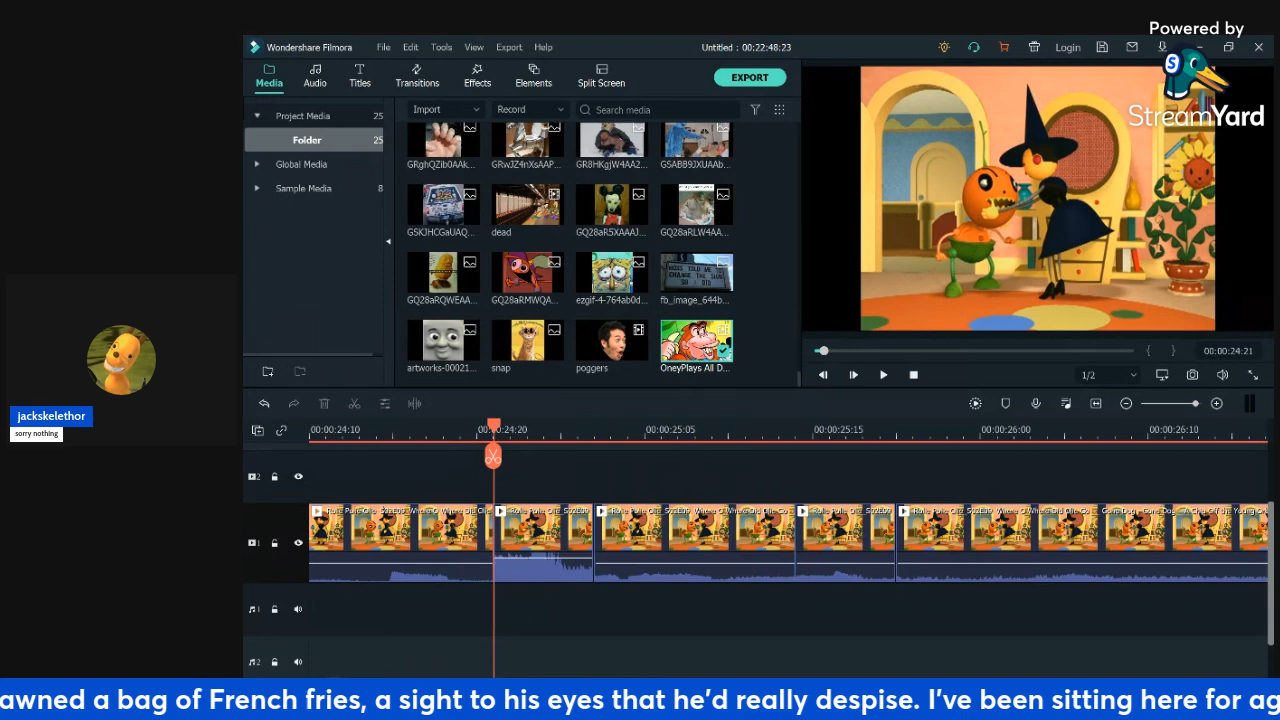 Powered by
StreamYard
Wondershare Filmora
File Edit Tools View Export Help
Untitled : 00:22:48:23
Login
Media Audio Titles Transitions Effects Elements Split Screen
EXPORT
Project Media 25
Folder 25
Global Media
Sample Media 8
Import Record Search media
GRghQZib0AAk... GRwJZ4nXsAAP... GR8HKgjW4AA2... GSABB9JXUAAb...
GSKJHCGaUAQ... dead GQ28aR5XAAAJ... GQ28aRLW4AA...
GQ28aRQWEAA... GQ28aRMWQA... ezgif-4-764ab0d... fb_image_644b...
artworks-00021... snap poggers OneyPlays All D...
00:00:24:21
1/2
00:00:24:10 00:00:24:20 00:00:25:05 00:00:25:15 00:00:26:00 00:00:26:10
2
1
1
2
jackskelethor
sorry nothing
awned a bag of French fries, a sight to his eyes that he'd really despise. I've been sitting here for ag